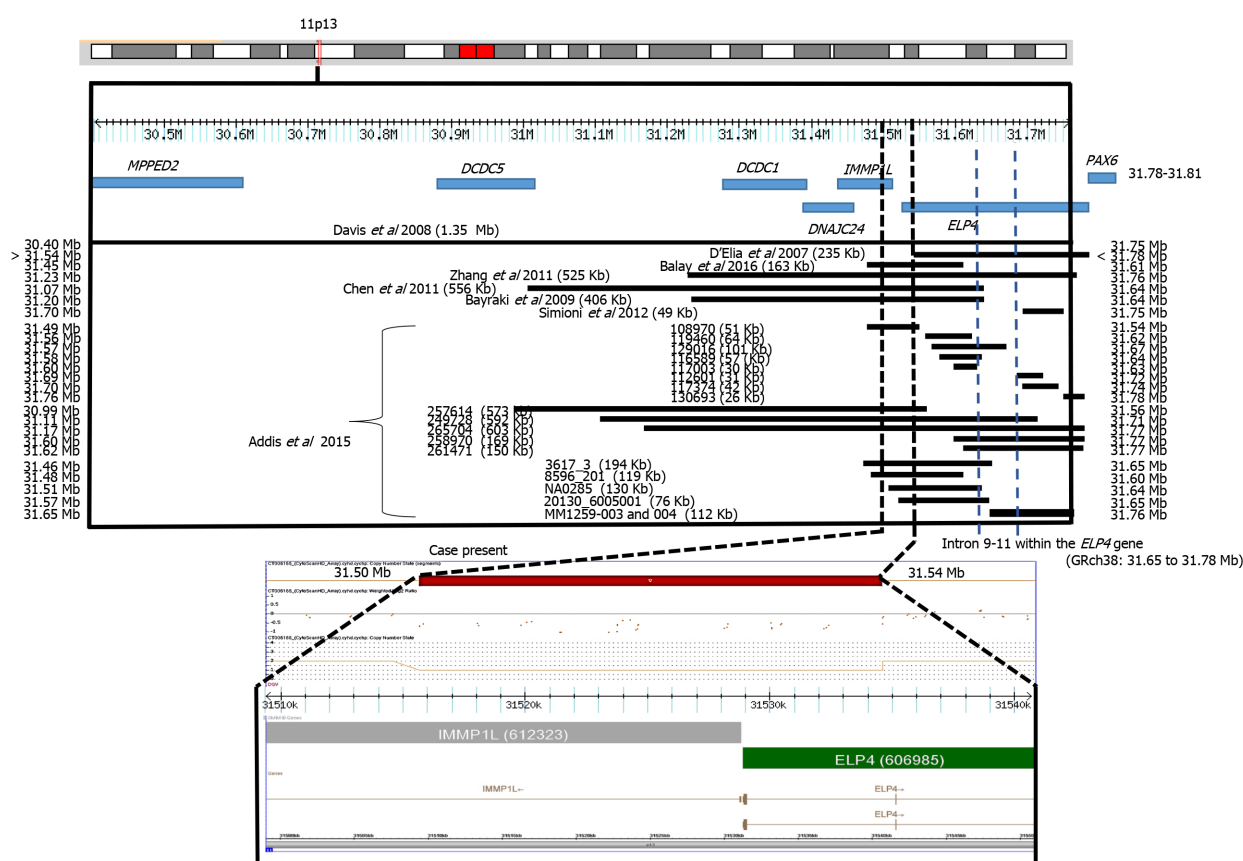 11p13
30.5M 30.6M 30.7M 30.8M 30.9M 31M 31.1M 31.2M 31.3M 31.4M 31.5M 31.6M 31.7M
MPPED2 DCDC5 DCDC1 IMMP1L PAX6
31.78-31.81
DNAJC24 ELP4
Davis et al 2008 (1.35 Mb)
30.40 Mb 31.75 Mb
> 31.54 Mb D'Elia et al 2007 (235 Kb) < 31.78 Mb
31.45 Mb Balay et al 2016 (163 Kb) 31.61 Mb
31.23 Mb Zhang et al 2011 (525 Kb) 31.76 Mb
31.07 Mb Chen et al 2011 (556 Kb) 31.64 Mb
31.20 Mb Bayraki et al 2009 (406 Kb) 31.64 Mb
31.70 Mb Simioni et al 2012 (49 Kb) 31.75 Mb
31.49 Mb 108970 (51 Kb) 31.54 Mb
31.56 Mb 119460 (64 Kb) 31.62 Mb
31.57 Mb 129016 (101 Kb) 31.67 Mb
31.58 Mb 116589 (57 Kb) 31.64 Mb
31.60 Mb 117003 (30 Kb) 31.63 Mb
31.69 Mb 112601 (31 Kb) 31.72 Mb
31.70 Mb 117374 (42 Kb) 31.74 Mb
31.76 Mb 130693 (26 Kb) 31.78 Mb
30.99 Mb 257614 (573 Kb) 31.56 Mb
31.11 Mb (592 Kb) 31.71 Mb
31.17 Mb 265704 (603 Kb) 31.77 Mb
31.60 Mb Addis et al 2015 258970 (169 Kb) 31.77 Mb
31.62 Mb 261471 (150 Kb) 31.77 Mb
31.46 Mb 3617_3 (194 Kb) 31.65 Mb
31.48 Mb 8596_201 (119 Kb) 31.60 Mb
31.51 Mb NA0285 (130 Kb) 31.64 Mb
31.57 Mb 20130_6005001 (76 Kb) 31.65 Mb
31.65 Mb MM1259-003 and 004 (112 Kb) 31.76 Mb
Case present
Intron 9-11 within the ELP4 gene
(GRch38: 31.65 to 31.78 Mb)
31.50 Mb 31.54 Mb
31510k 31520k 31530k 31540k
IMMP1L (612323)
ELP4 (606985)
Genes
IMMP1L← ELP4→
ELP4→